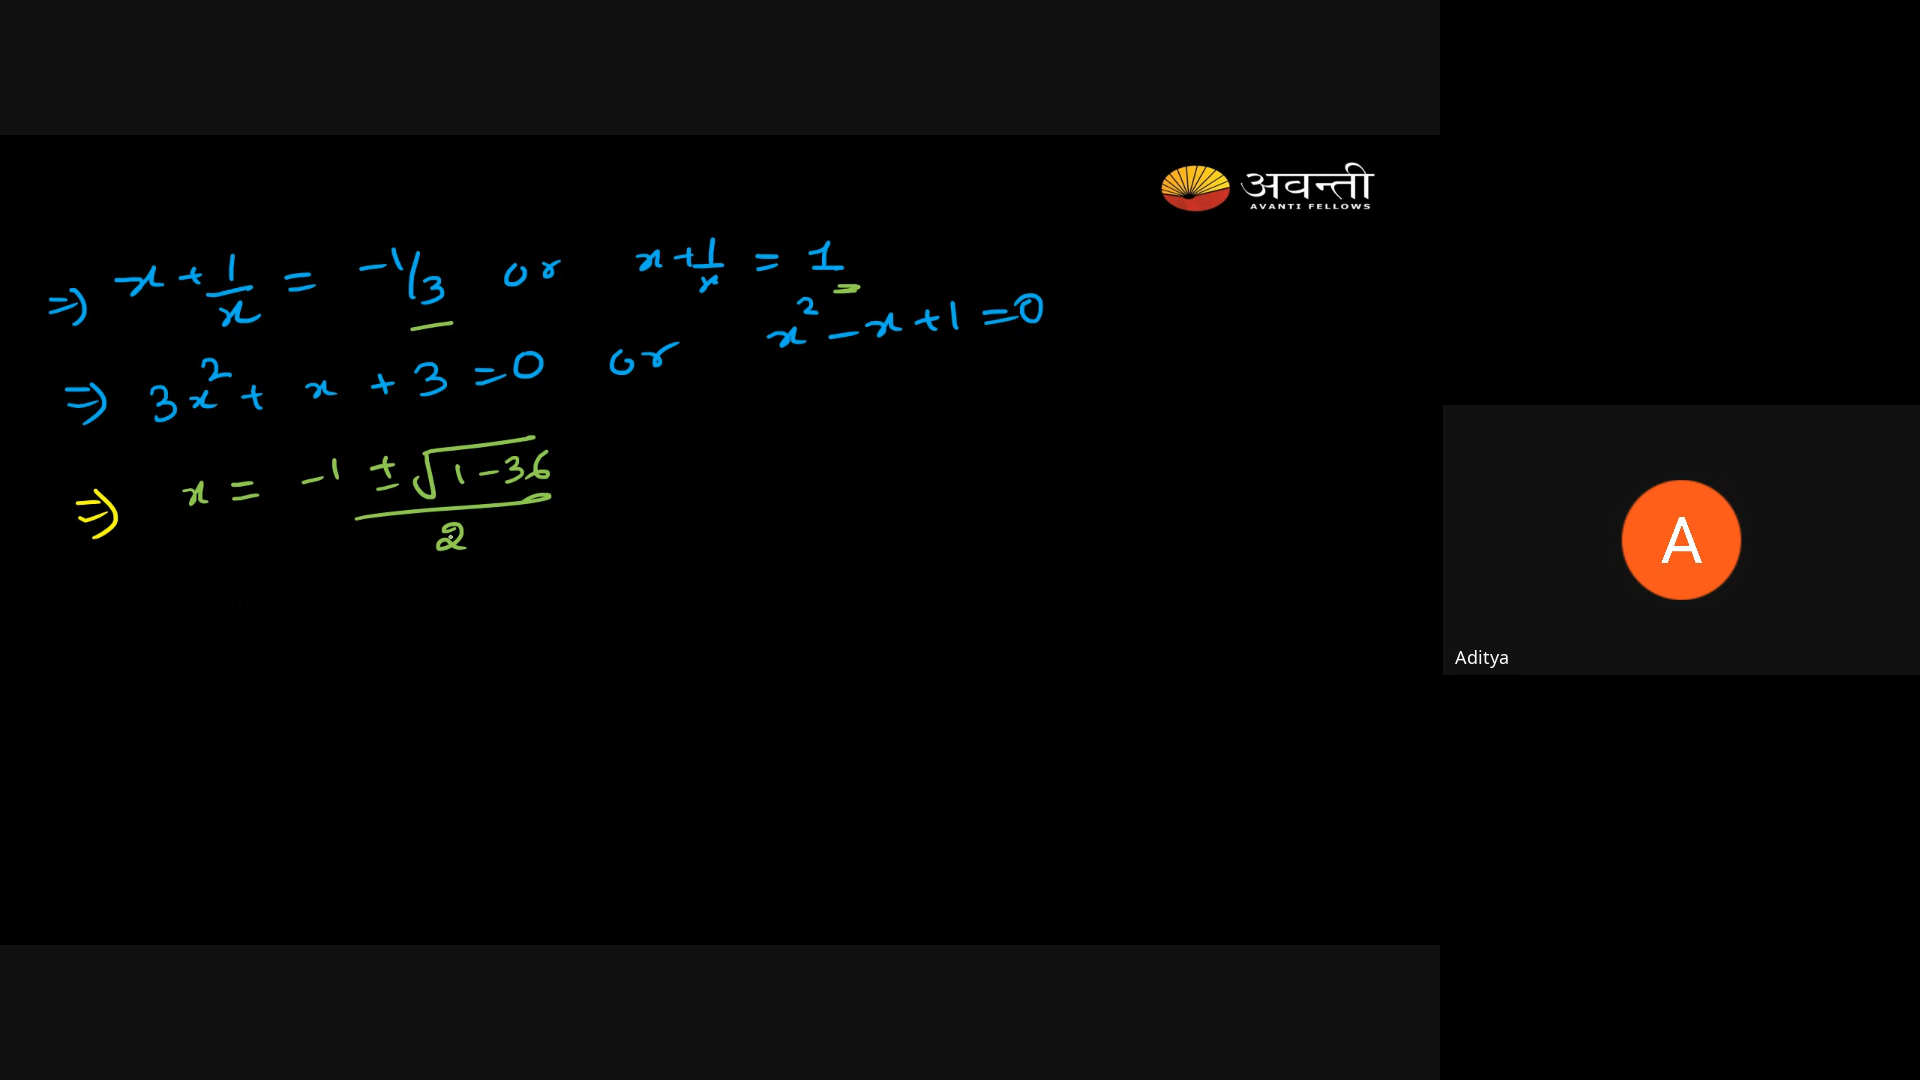 अवन्ती
AVANTI FELLOWS
⇒ x + 1/x = -1/3 or x + 1/x = 1
⇒ 3x² + x + 3 = 0 or x² - x + 1 = 0
⇒ x = -1 ± √(1-36) / 2
A
Aditya